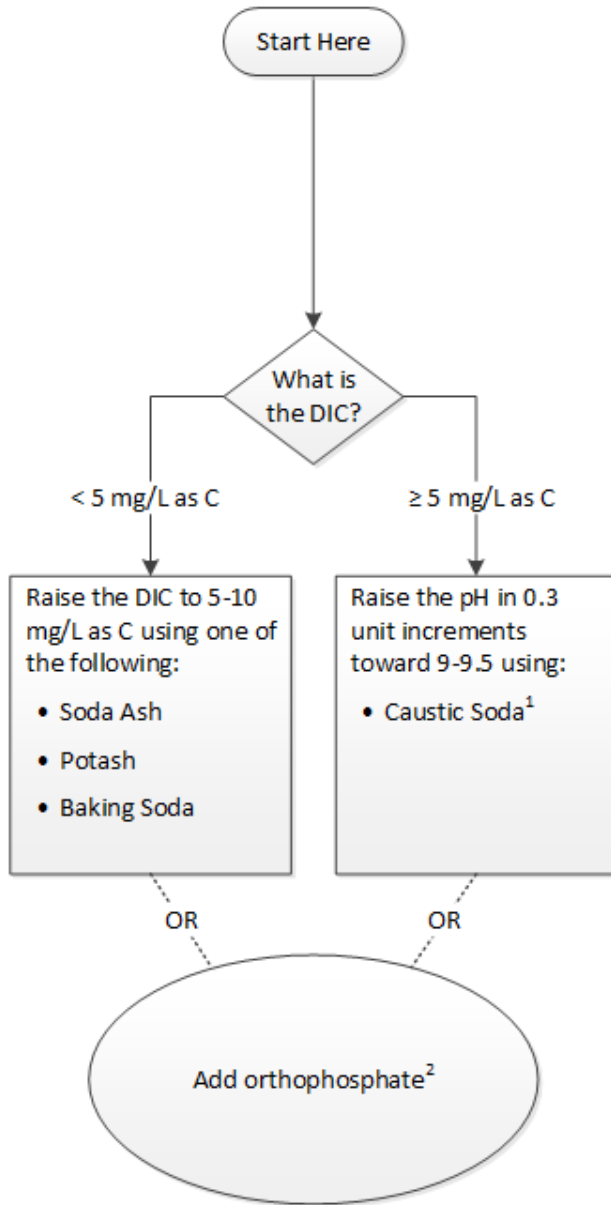 Start Here
What is
the DIC?
< 5 mg/L as C
≥ 5 mg/L as C
Raise the DIC to 5-10
mg/L as C using one of
the following:
• Soda Ash
• Potash
• Baking Soda
Raise the pH in 0.3
unit increments
toward 9-9.5 using:
• Caustic Soda¹
OR
OR
Add orthophosphate²